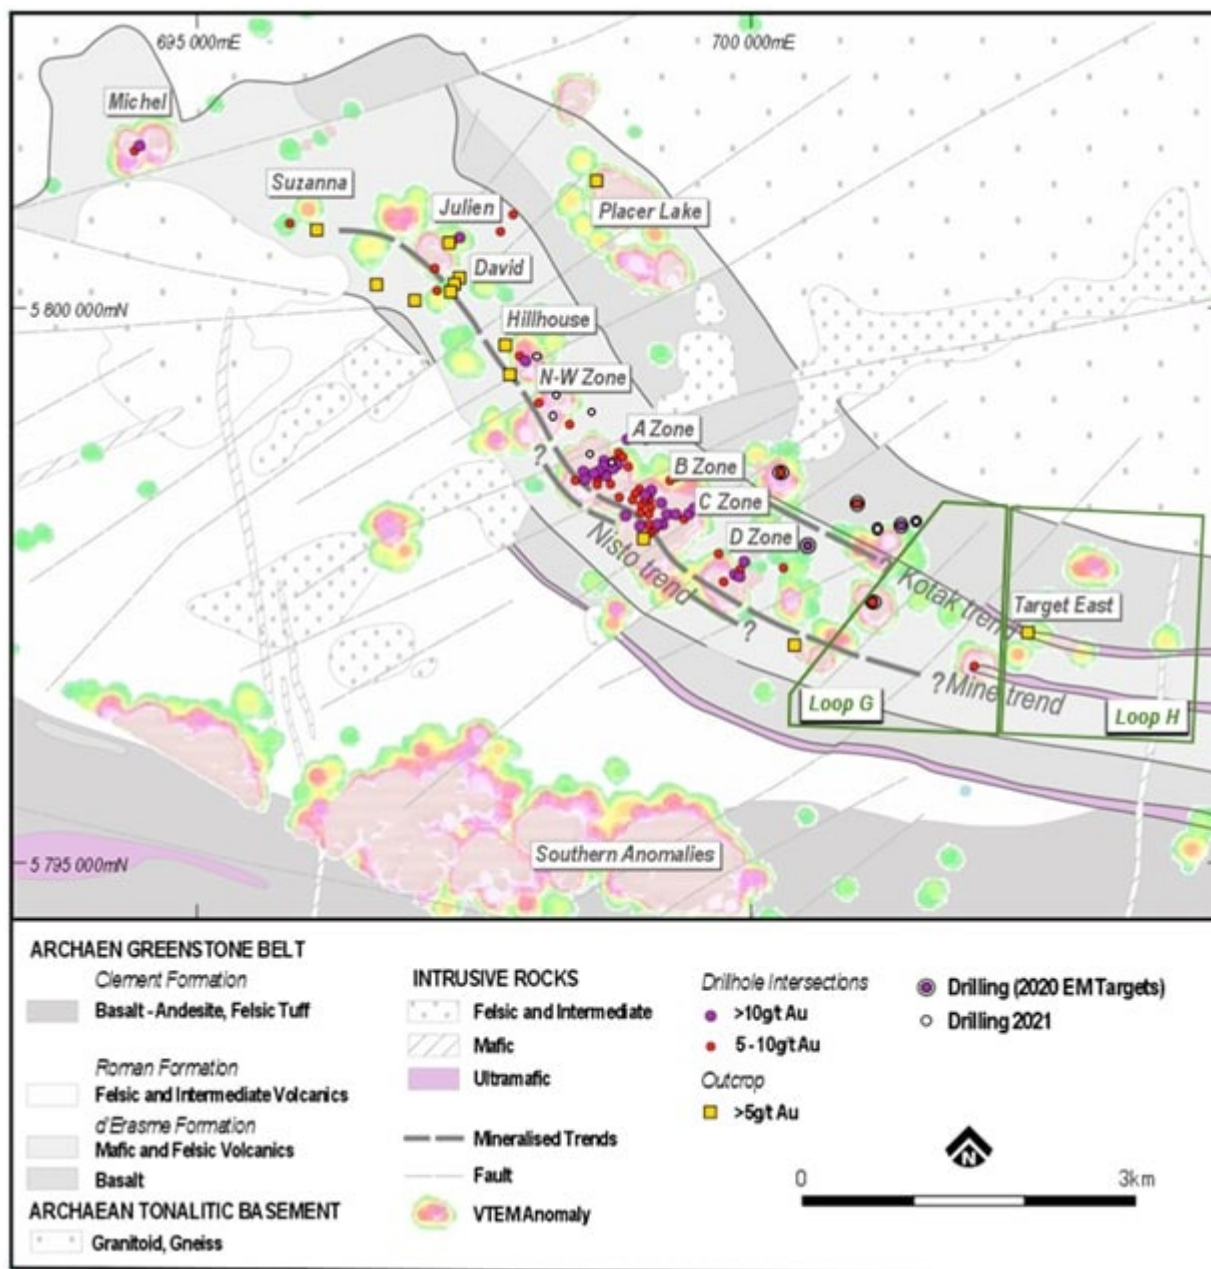 695 000mE
700 000mE
Michel
Suzanna
Julien
Placer Lake
David
5 800 000mN
Hillhouse
N-W Zone
A Zone
B Zone
C Zone
?
D Zone
Nisto trend
?
Kotak trend
Target East
?
?
Mine trend
Loop G
Loop H
Southern Anomalies
5 795 000mN
ARCHAEN GREENSTONE BELT
Clement Formation
Basalt - Andesite, Felsic Tuff
Roman Formation
Felsic and Intermediate Volcanics
d'Erasme Formation
Mafic and Felsic Volcanics
Basalt
ARCHAEAN TONALITIC BASEMENT
Granitoid, Gneiss
INTRUSIVE ROCKS
Felsic and Intermediate
Mafic
Ultramafic
Mineralised Trends
Fault
VTEM Anomaly
Drillhole Intersections
>10g/t Au
5 - 10g/t Au
Outcrop
>5g/t Au
Drilling (2020 EM Targets)
Drilling 2021
N
0
3km